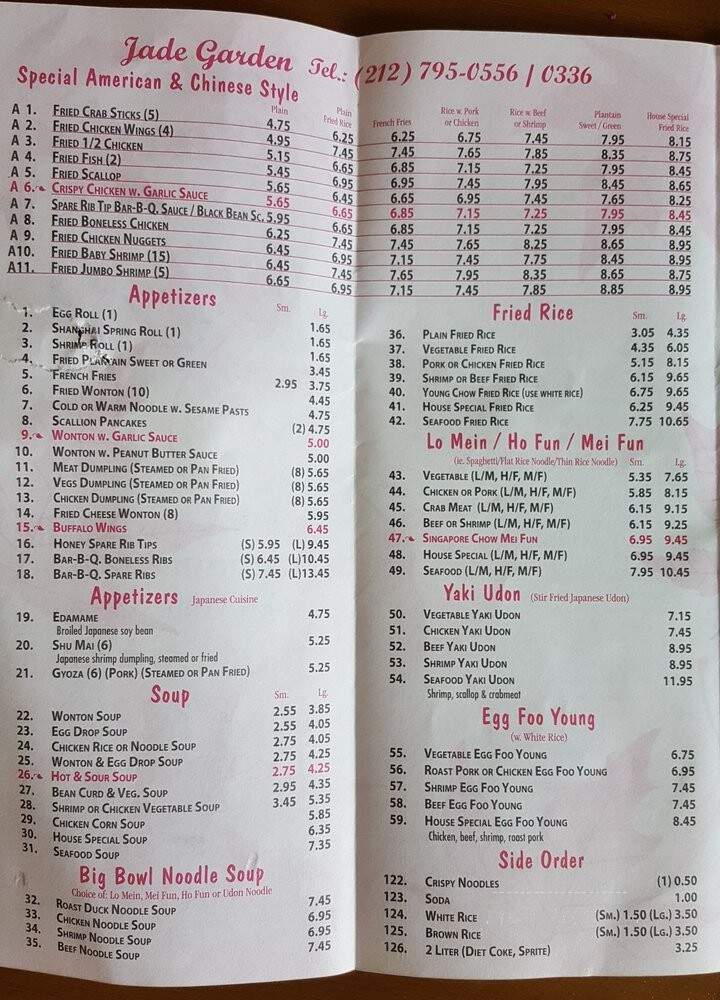 Jade Garden Tel.: (212) 795-0556 / 0336
Special American & Chinese Style
Plain Plain Fried Rice French Fries Rice w. Pork or Chicken Rice w. Beef or Shrimp Plantain Sweet / Green House Special Fried Rice
A 1. Fried Crab Sticks (5) 4.75 6.25 6.25 6.75 7.45 7.95 8.15
A 2. Fried Chicken Wings (4) 4.95 7.45 7.45 7.65 7.85 8.35 8.75
A 3. Fried 1/2 Chicken 5.15 6.65 6.85 7.15 7.25 7.95 8.45
A 4. Fried Fish (2) 5.45 6.95 6.95 7.45 7.95 8.45 8.65
A 5. Fried Scallop 5.65 6.45 6.65 6.95 7.45 7.65 8.25
A 6. Crispy Chicken w. Garlic Sauce 5.65 6.65 6.85 7.15 7.25 7.95 8.45
A 7. Spare Rib Tip Bar-B-Q. Sauce / Black Bean Sc. 5.95 6.65 6.85 7.15 7.25 7.95 8.45
A 8. Fried Boneless Chicken 6.25 7.45 7.45 7.65 8.25 8.65 8.95
A 9. Fried Chicken Nuggets 6.45 6.95 7.15 7.45 7.75 8.45 8.95
A10. Fried Baby Shrimp (15) 6.45 7.45 7.65 7.95 8.35 8.65 8.75
A11. Fried Jumbo Shrimp (5) 6.65 6.95 7.15 7.45 7.85 8.85 8.95
Appetizers Sm. Lg.
1. Egg Roll (1) 1.65
2. Shanghai Spring Roll (1) 1.65
3. Shrimp Roll (1) 1.65
4. Fried Plantain Sweet or Green 3.45
5. French Fries 2.95 3.75
6. Fried Wonton (10) 4.45
7. Cold or Warm Noodle w. Sesame Pasts 4.75
8. Scallion Pancakes (2) 4.75
9. Wonton w. Garlic Sauce 5.00
10. Wonton w. Peanut Butter Sauce 5.00
11. Meat Dumpling (Steamed or Pan Fried) (8) 5.65
12. Vegs Dumpling (Steamed or Pan Fried) (8) 5.65
13. Chicken Dumpling (Steamed or Pan Fried) (8) 5.65
14. Fried Cheese Wonton (8) 5.95
15. Buffalo Wings 6.45
16. Honey Spare Rib Tips (S) 5.95 (L) 9.45
17. Bar-B-Q. Boneless Ribs (S) 6.45 (L)10.45
18. Bar-B-Q. Spare Ribs (S) 7.45 (L)13.45
Appetizers Japanese Cuisine
19. Edamame 4.75
Broiled Japanese soy bean
20. Shu Mai (6) 5.25
Japanese shrimp dumpling, steamed or fried
21. Gyoza (6) (Pork) (Steamed or Pan Fried) 5.25
Soup Sm. Lg.
22. Wonton Soup 2.55 3.85
23. Egg Drop Soup 2.55 4.05
24. Chicken Rice or Noodle Soup 2.75 4.05
25. Wonton & Egg Drop Soup 2.75 4.25
26. Hot & Sour Soup 2.75 4.25
27. Bean Curd & Veg. Soup 2.95 4.35
28. Shrimp or Chicken Vegetable Soup 3.45 5.35
29. Chicken Corn Soup 5.85
30. House Special Soup 6.35
31. Seafood Soup 7.35
Big Bowl Noodle Soup
Choice of: Lo Mein, Mei Fun, Ho Fun or Udon Noodle
32. Roast Duck Noodle Soup 7.45
33. Chicken Noodle Soup 6.95
34. Shrimp Noodle Soup 6.95
35. Beef Noodle Soup 7.45
Fried Rice Sm. Lg.
36. Plain Fried Rice 3.05 4.35
37. Vegetable Fried Rice 4.35 6.05
38. Pork or Chicken Fried Rice 5.15 8.15
39. Shrimp or Beef Fried Rice 6.15 9.65
40. Young Chow Fried Rice (use white rice) 6.75 9.65
41. House Special Fried Rice 6.25 9.45
42. Seafood Fried Rice 7.75 10.65
Lo Mein / Ho Fun / Mei Fun
(ie. Spaghetti/Flat Rice Noodle/Thin Rice Noodle) Sm. Lg.
43. Vegetable (L/M, H/F, M/F) 5.35 7.65
44. Chicken or Pork (L/M, H/F, M/F) 5.85 8.15
45. Crab Meat (L/M, H/F, M/F) 6.15 9.15
46. Beef or Shrimp (L/M, H/F, M/F) 6.15 9.25
47. Singapore Chow Mei Fun 6.95 9.45
48. House Special (L/M, H/F, M/F) 6.95 9.45
49. Seafood (L/M, H/F, M/F) 7.95 10.45
Yaki Udon (Stir Fried Japanese Udon)
50. Vegetable Yaki Udon 7.15
51. Chicken Yaki Udon 7.45
52. Beef Yaki Udon 8.95
53. Shrimp Yaki Udon 8.95
54. Seafood Yaki Udon 11.95
Shrimp, scallop & crabmeat
Egg Foo Young
(w. White Rice)
55. Vegetable Egg Foo Young 6.75
56. Roast Pork or Chicken Egg Foo Young 6.95
57. Shrimp Egg Foo Young 7.45
58. Beef Egg Foo Young 7.45
59. House Special Egg Foo Young 8.45
Chicken, beef, shrimp, roast pork
Side Order
122. Crispy Noodles (1) 0.50
123. Soda 1.00
124. White Rice (Sm.) 1.50 (Lg.) 3.50
125. Brown Rice (Sm.) 1.50 (Lg.) 3.50
126. 2 Liter (Diet Coke, Sprite) 3.25